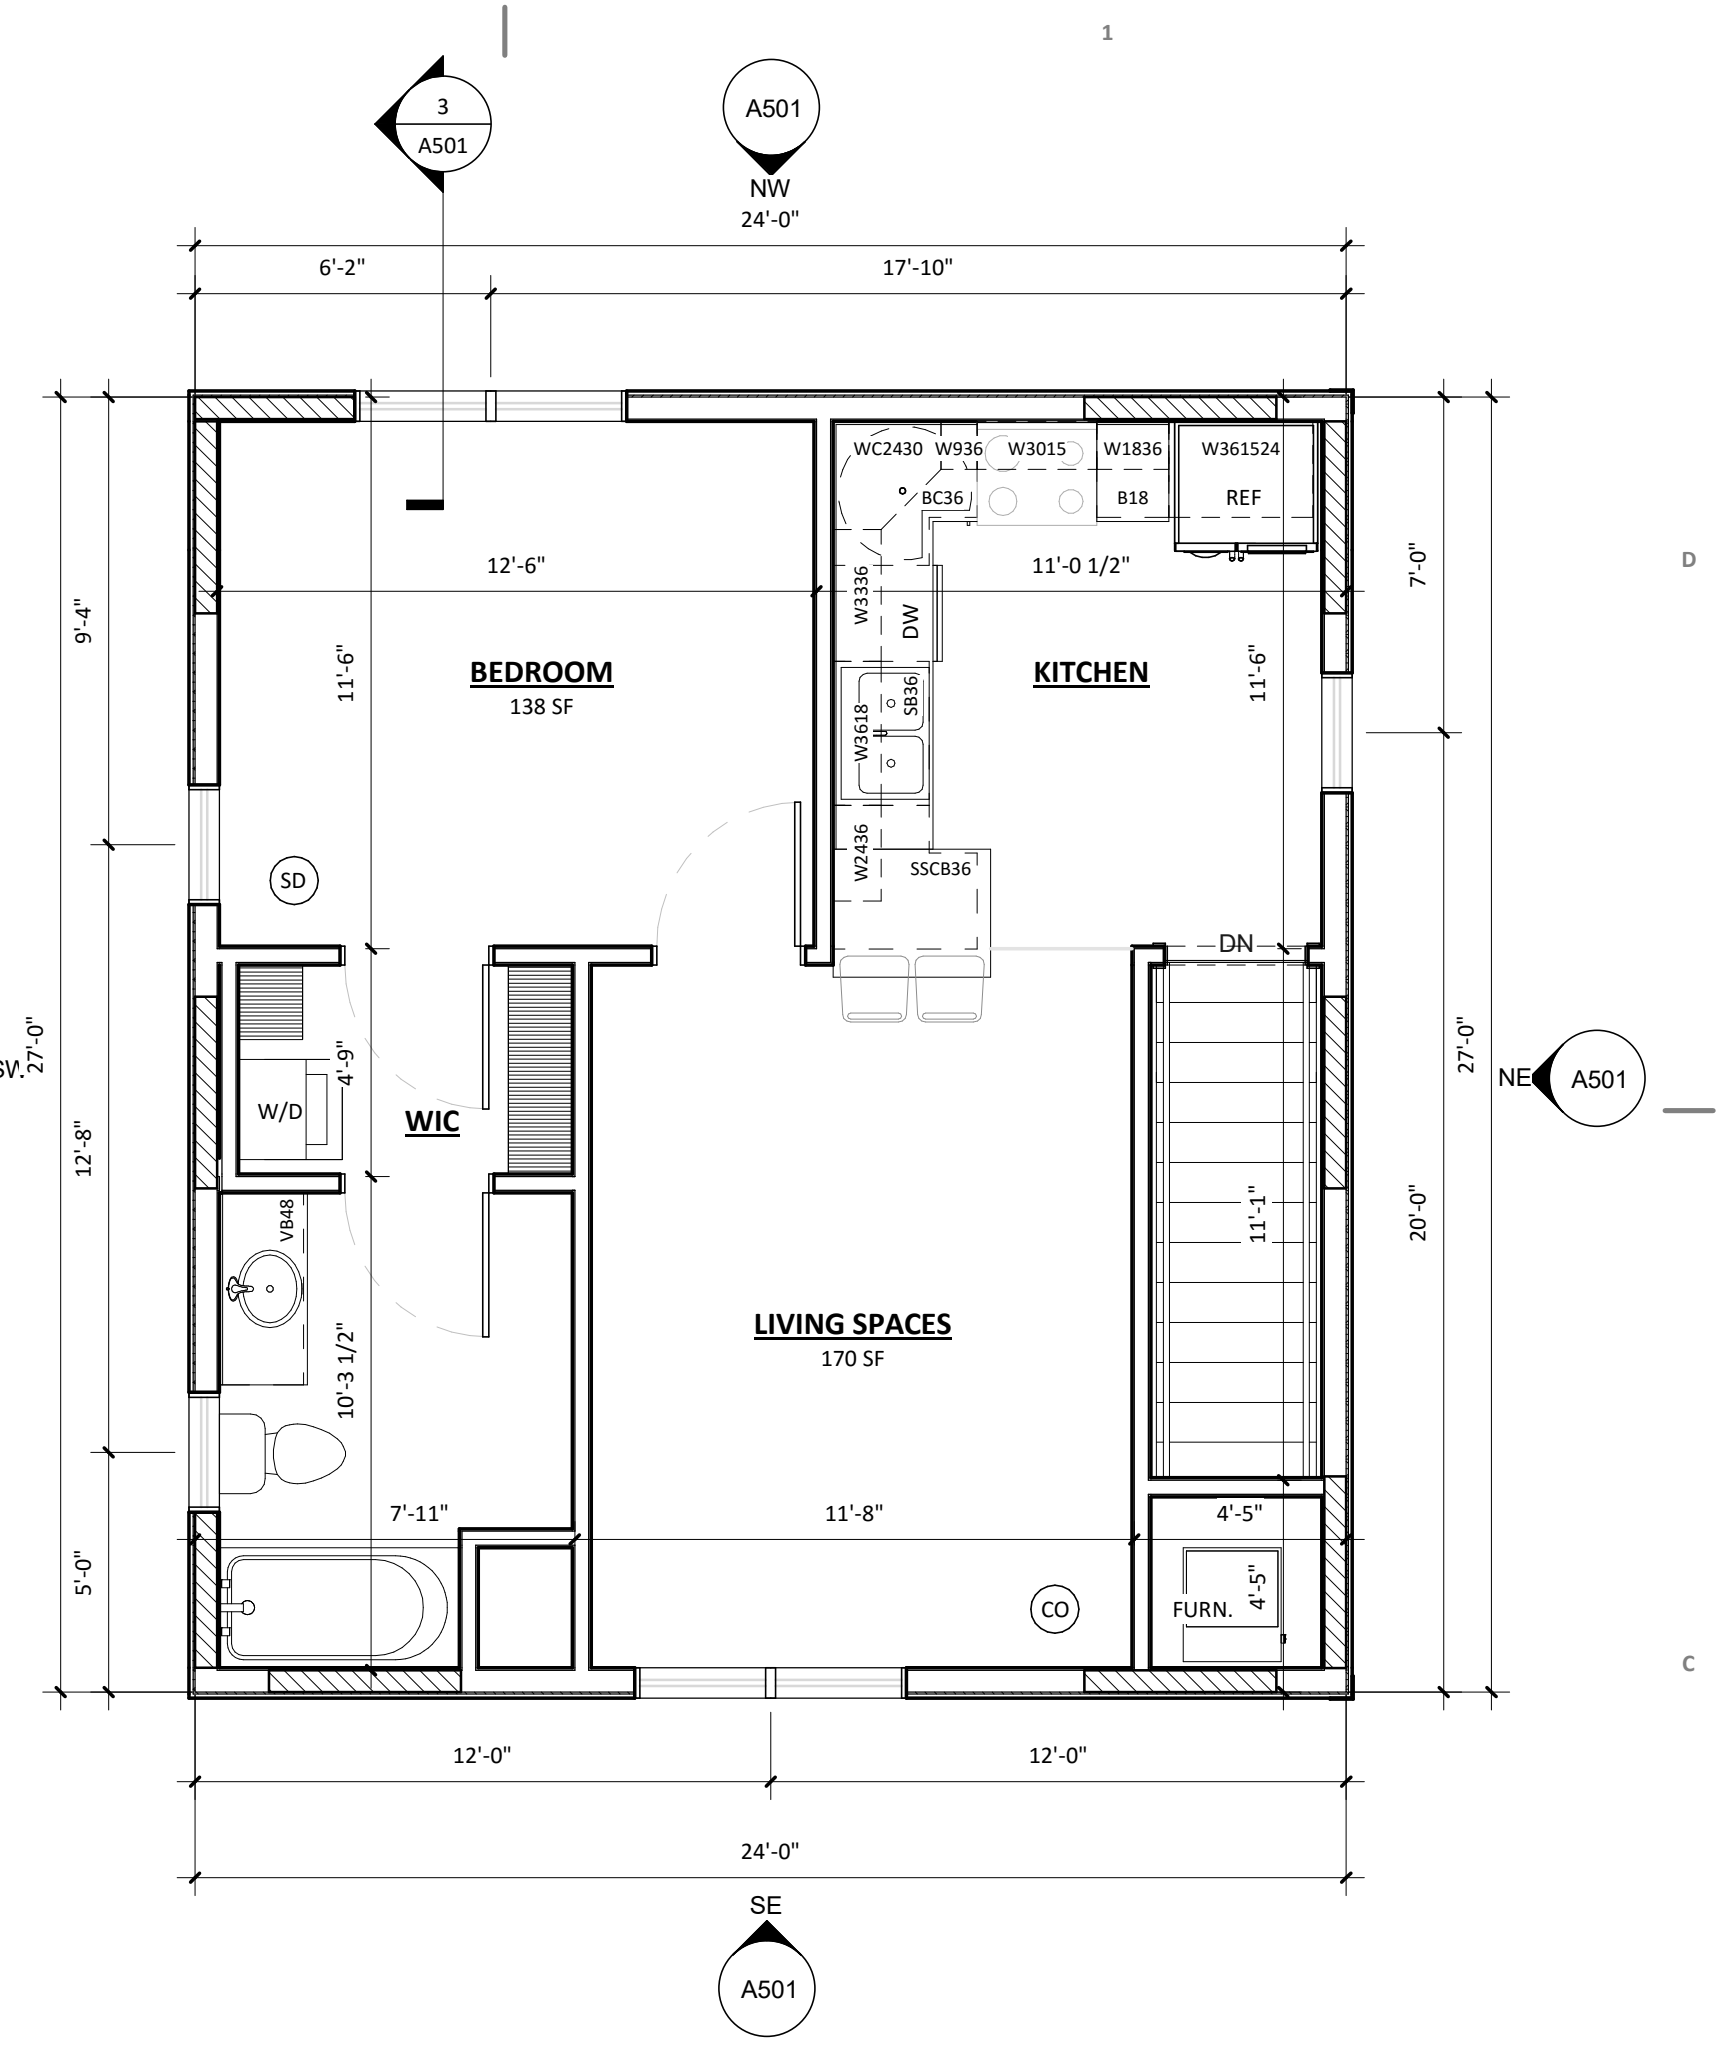 1
3
A501
A501
NW
24'-0"
6'-2"
17'-10"
WC2430
W936
W3015
W1836
W361524
BC36
B18
REF
12'-6"
11'-0 1/2"
7'-0"
D
W3336
DW
9'-4"
BEDROOM
138 SF
11'-6"
KITCHEN
11'-6"
SB36
W3618
W2436
SSCB36
SD
DN
27'-0"
4'-9"
27'-0"
NE
A501
W/D
WIC
12'-8"
VB48
11'-1"
20'-0"
LIVING SPACES
170 SF
10'-3 1/2"
7'-11"
11'-8"
4'-5"
5'-0"
4'-5"
CO
FURN.
C
12'-0"
12'-0"
24'-0"
SE
A501